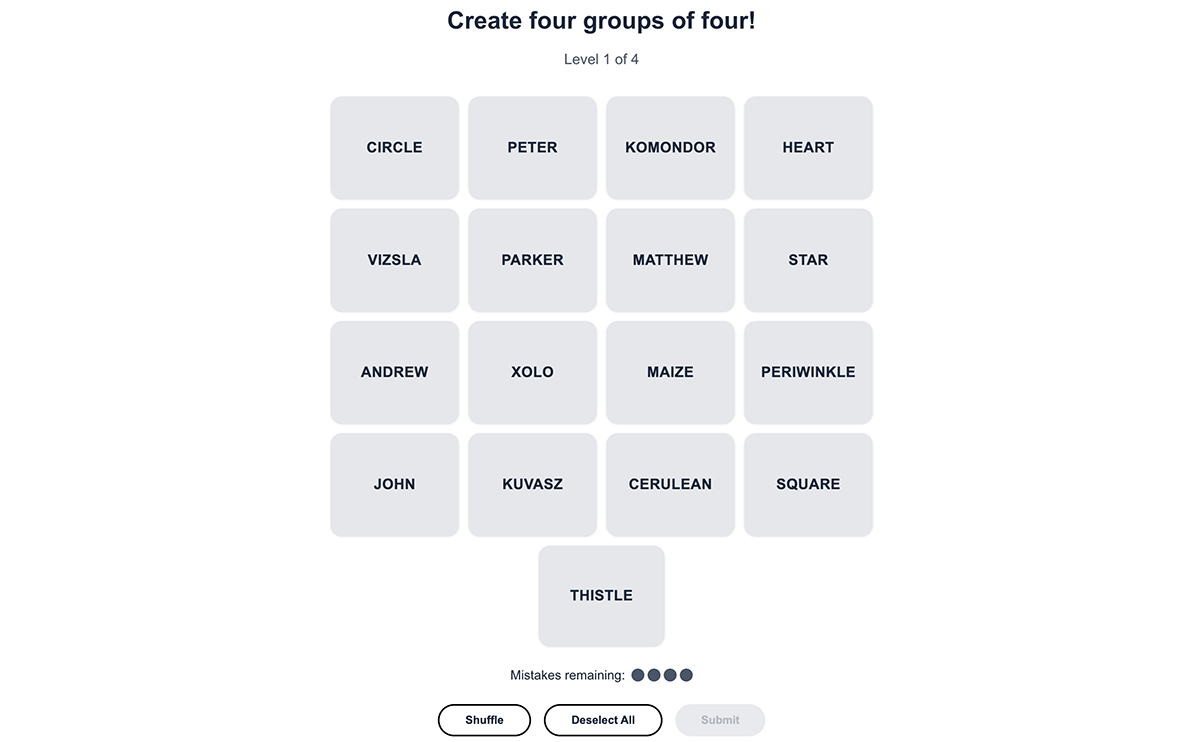 Create four groups of four!
Level 1 of 4
CIRCLE PETER KOMONDOR HEART
VIZSLA PARKER MATTHEW STAR
ANDREW XOLO MAIZE PERIWINKLE
JOHN KUVASZ CERULEAN SQUARE
THISTLE
Mistakes remaining:
Shuffle Deselect All Submit